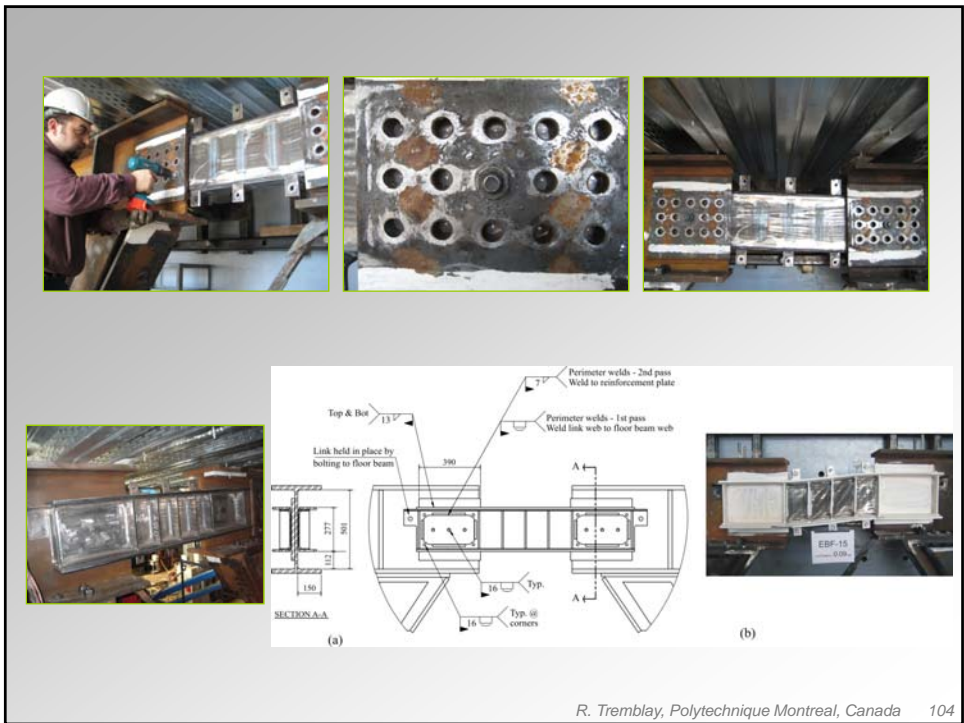 Perimeter welds - 2nd pass
7 Weld to reinforcement plate
Top & Bot
13
Perimeter welds - 1st pass
Weld link web to floor beam web
Link held in place by
bolting to floor beam
390
A
277
501
112
150
16 Typ.
A
SECTION A-A
16 Typ. @
corners
(a)
EBF-15
0.09
(b)
R. Tremblay, Polytechnique Montreal, Canada 104